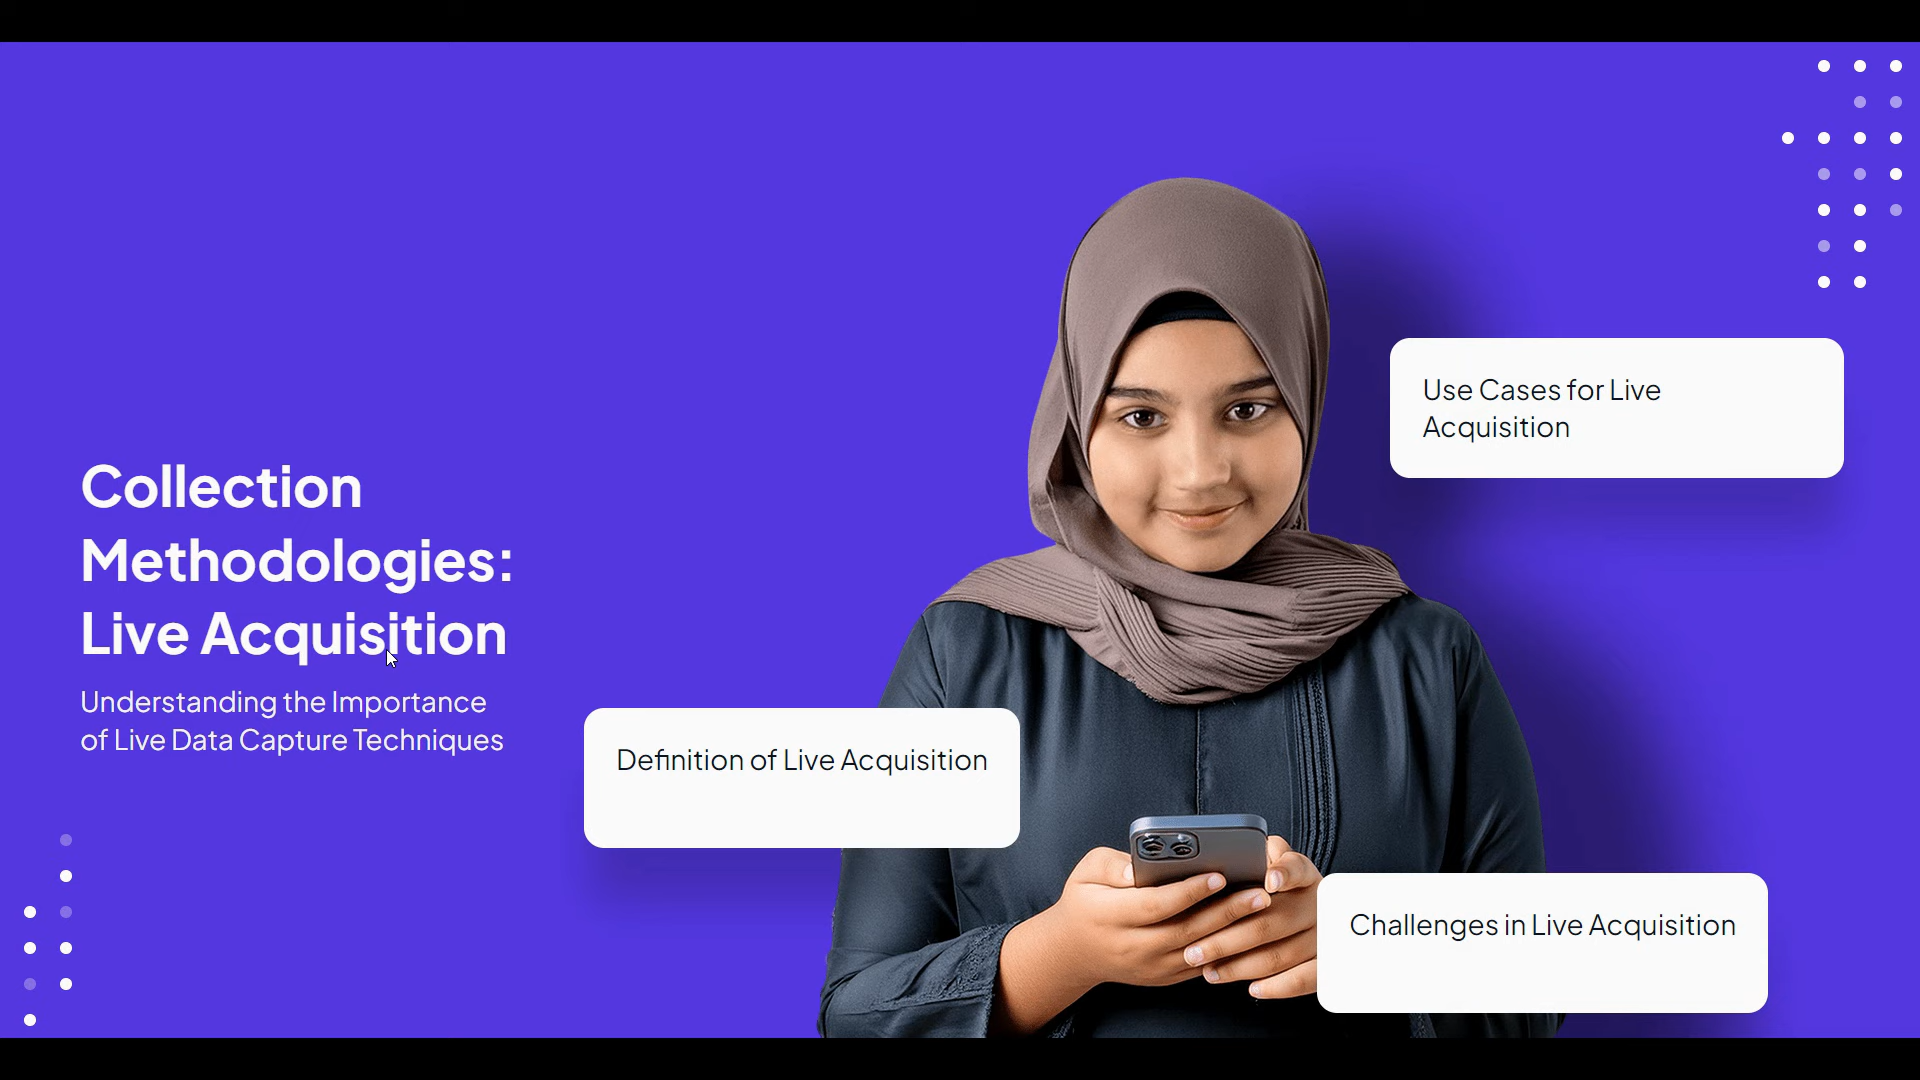 Collection
Methodologies:
Live Acquisition
Understanding the Importance
of Live Data Capture Techniques
Use Cases for Live
Acquisition
Definition of Live Acquisition
Challenges in Live Acquisition